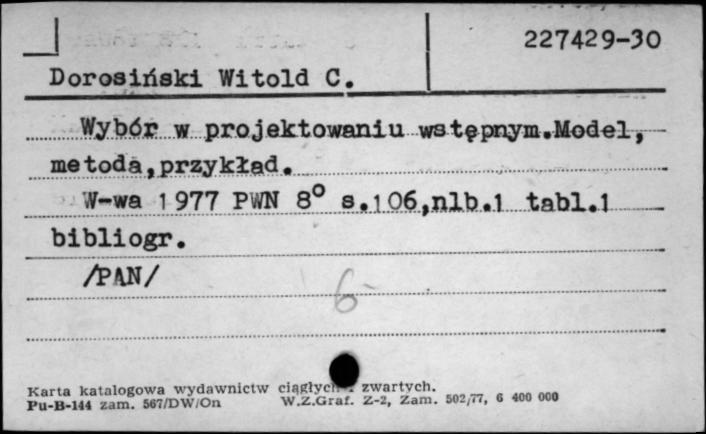 227429-30
Dorosiński Witold C.
Wybór w projektowaniu wstępnym.Model,
metoda,przykład.
W-wa 1977 PWN 8° s.106,nlb.1 tabl.1
bibliogr.
/PAN/
6
Karta katalogowa wydawnictw zwartych.
Pu-B-144 zam. 567/DW/On W.Z.Graf. Z-2, Zam. 502/77, 6 400 000